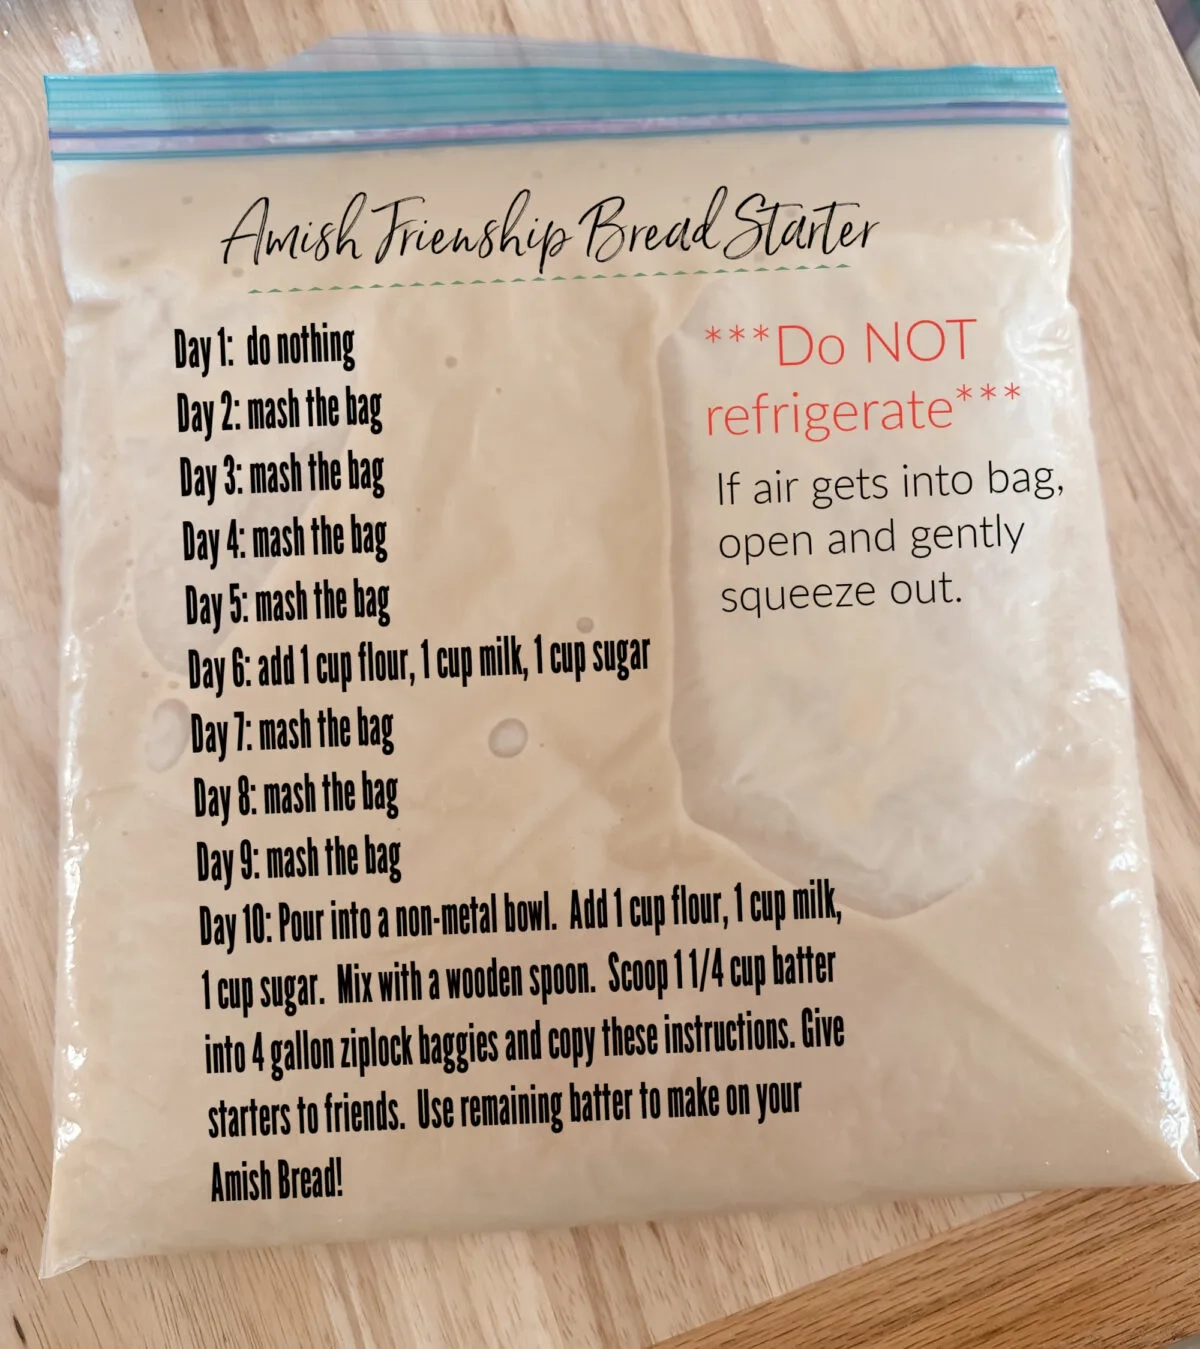 Amish Frienship Bread Starter
Day 1:  do nothing
Day 2: mash the bag
Day 3: mash the bag
Day 4: mash the bag
Day 5: mash the bag
Day 6: add 1 cup flour, 1 cup milk, 1 cup sugar
Day 7: mash the bag
Day 8: mash the bag
Day 9: mash the bag
Day 10: Pour into a non-metal bowl.  Add 1 cup flour, 1 cup milk,
1 cup sugar.  Mix with a wooden spoon.  Scoop 1 1/4 cup batter
into 4 gallon ziplock baggies and copy these instructions. Give
starters to friends.  Use remaining batter to make on your
Amish Bread!
***Do NOT
refrigerate***
If air gets into bag,
open and gently
squeeze out.